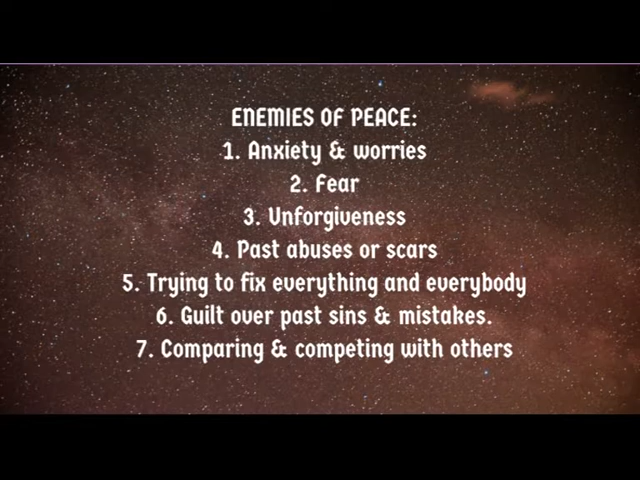 ENEMIES OF PEACE:
1. Anxiety & worries
2. Fear
3. Unforgiveness
4. Past abuses or scars
5. Trying to fix everything and everybody
6. Guilt over past sins & mistakes.
7. Comparing & competing with others